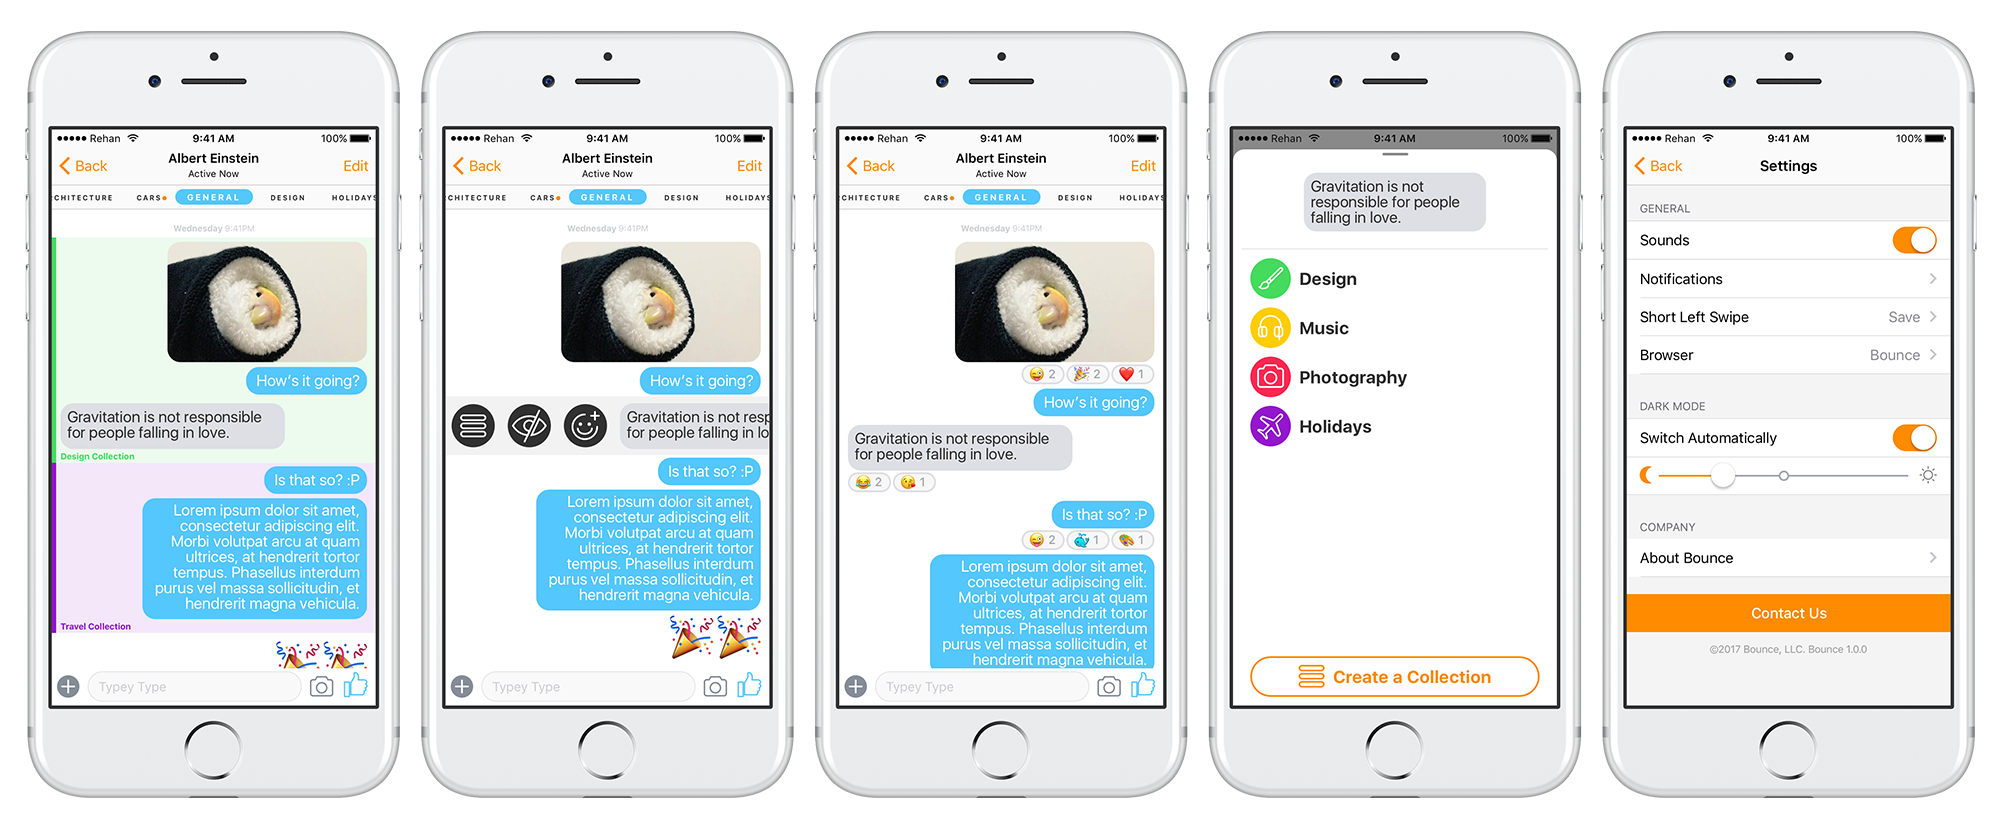 Rehan
9:41 AM
100%
Back
Albert Einstein
Edit
Active Now
CHITECTURE CARS GENERAL DESIGN HOLIDAYS
Wednesday 9:41PM
How's it going?
Gravitation is not responsible
for people falling in love.
Design Collection
Is that so? :P
Lorem ipsum dolor sit amet,
consectetur adipiscing elit.
Morbi volutpat arcu at quam
ultrices, at hendrerit tortor
tempus. Phasellus interdum
purus vel massa sollicitudin, et
hendrerit magna vehicula.
Travel Collection
Typey Type
Rehan
9:41 AM
100%
Back
Albert Einstein
Edit
Active Now
CHITECTURE CARS GENERAL DESIGN HOLIDAYS
Wednesday 9:41PM
How's it going?
Gravitation is not resp
for people falling in lo
Is that so? :P
Lorem ipsum dolor sit amet,
consectetur adipiscing elit.
Morbi volutpat arcu at quam
ultrices, at hendrerit tortor
tempus. Phasellus interdum
purus vel massa sollicitudin, et
hendrerit magna vehicula.
Typey Type
Rehan
9:41 AM
100%
Back
Albert Einstein
Edit
Active Now
CHITECTURE CARS GENERAL DESIGN HOLIDAYS
Wednesday 9:41PM
2 2 1
How's it going?
Gravitation is not responsible
for people falling in love.
2 1
Is that so? :P
2 1 1
Lorem ipsum dolor sit amet,
consectetur adipiscing elit.
Morbi volutpat arcu at quam
ultrices, at hendrerit tortor
tempus. Phasellus interdum
purus vel massa sollicitudin, et
hendrerit magna vehicula.
Typey Type
Rehan
9:41 AM
100%
Gravitation is not
responsible for people
falling in love.
Design
Music
Photography
Holidays
Create a Collection
Rehan
9:41 AM
100%
Back
Settings
GENERAL
Sounds
Notifications
Short Left Swipe Save
Browser Bounce
DARK MODE
Switch Automatically
COMPANY
About Bounce
Contact Us
©2017 Bounce, LLC. Bounce 1.0.0